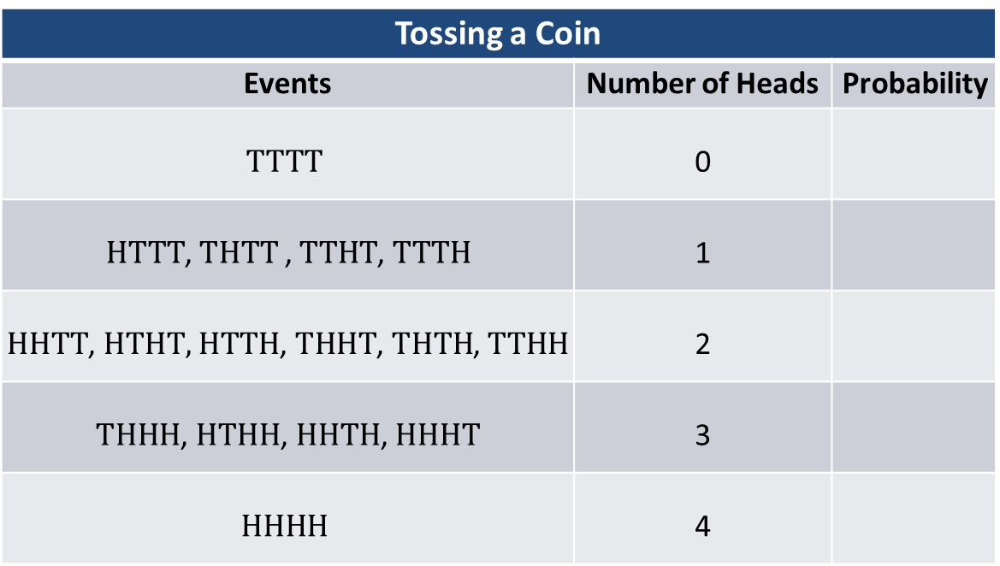 Tossing a Coin
Events Number of Heads Probability
TTTT 0
HTTT, THTT , TTHT, TTTH 1
HHTT, HTHT, HTTH, THHT, THTH, TTHH 2
THHH, HTHH, HHTH, HHHT 3
HHHH 4